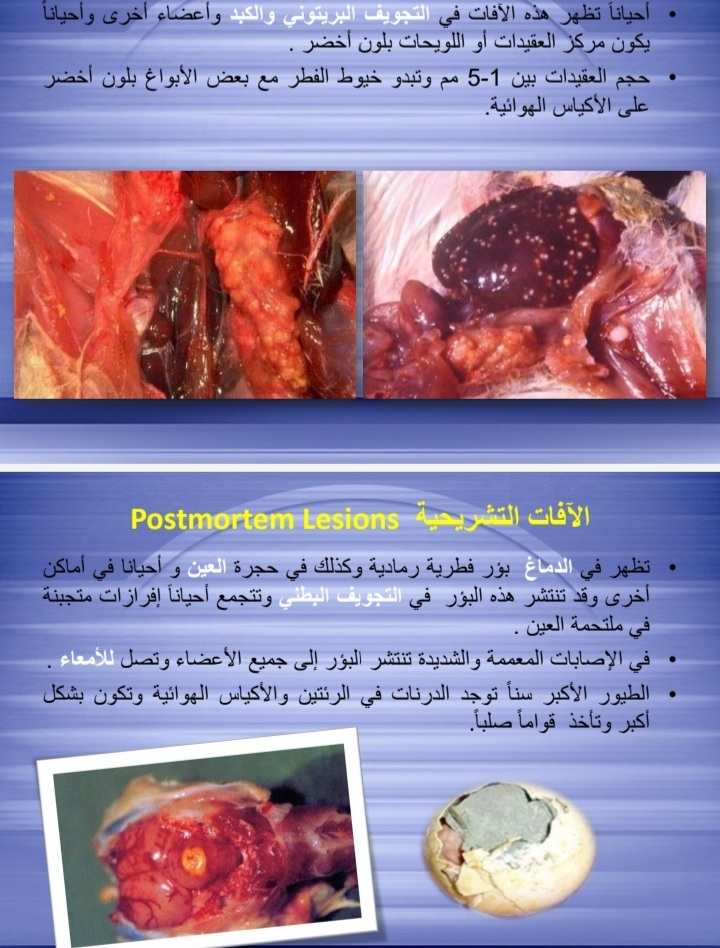 • أحياناً تظهر هذه الآفات في التجويف البريتوني والكبد وأعضاء أخرى وأحياناً
يكون مركز العقيدات أو اللويحات بلون أخضر .
• حجم العقيدات بين 1-5 مم وتبدو خيوط الفطر مع بعض الأبواغ بلون أخضر
على الأكياس الهوائية.
الآفات التشريحية Postmortem Lesions
• تظهر في الدماغ بؤر فطرية رمادية وكذلك في حجرة العين و أحيانا في أماكن
أخرى وقد تنتشر هذه البؤر في التجويف البطني وتتجمع أحياناً إفرازات متجبنة
في ملتحمة العين .
• في الإصابات المعممة والشديدة تنتشر البؤر إلى جميع الأعضاء وتصل للأمعاء .
• الطيور الأكبر سناً توجد الدرنات في الرئتين والأكياس الهوائية وتكون بشكل
أكبر وتأخذ قواماً صلباً.